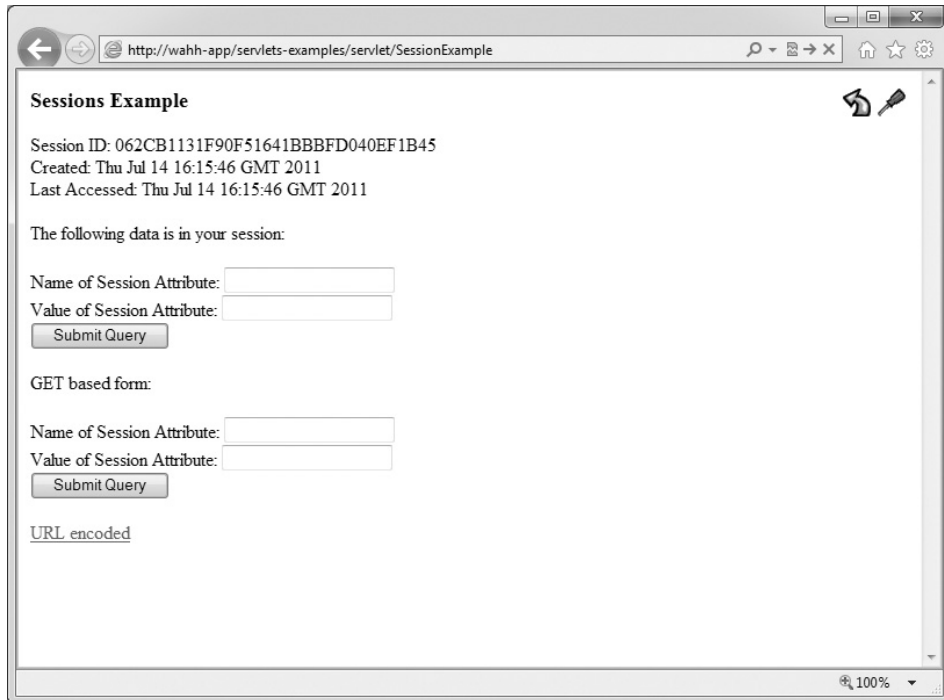 http://wahh-app/servlets-examples/servlet/SessionExample
Sessions Example
Session ID: 062CB1131F90F51641BBBFD040EF1B45
Created: Thu Jul 14 16:15:46 GMT 2011
Last Accessed: Thu Jul 14 16:15:46 GMT 2011
The following data is in your session:
Name of Session Attribute:
Value of Session Attribute:
Submit Query
GET based form:
Name of Session Attribute:
Value of Session Attribute:
Submit Query
URL encoded
100%